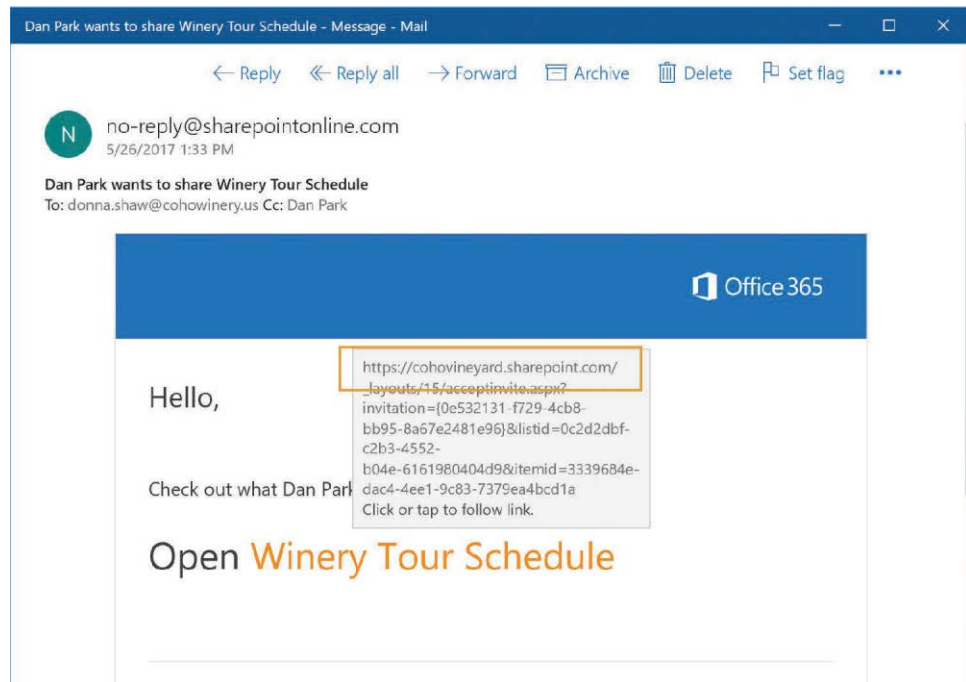 Dan Park wants to share Winery Tour Schedule - Message - Mail
Reply Reply all Forward Archive Delete Set flag
N
no-reply@sharepointonline.com
5/26/2017 1:33 PM
Dan Park wants to share Winery Tour Schedule
To: donna.shaw@cohowinery.us Cc: Dan Park
Office 365
https://cohovineyard.sharepoint.com/
_layouts/15/acceptinvite.aspx?
invitation={0e532131-f729-4cb8-
bb95-8a67e2481e96}&listid=0c2d2dbf-
c2b3-4552-
b04e-6161980404d9&itemid=3339684e-
dac4-4ee1-9c83-7379ea4bcd1a
Click or tap to follow link.
Hello,
Check out what Dan Park
Open Winery Tour Schedule